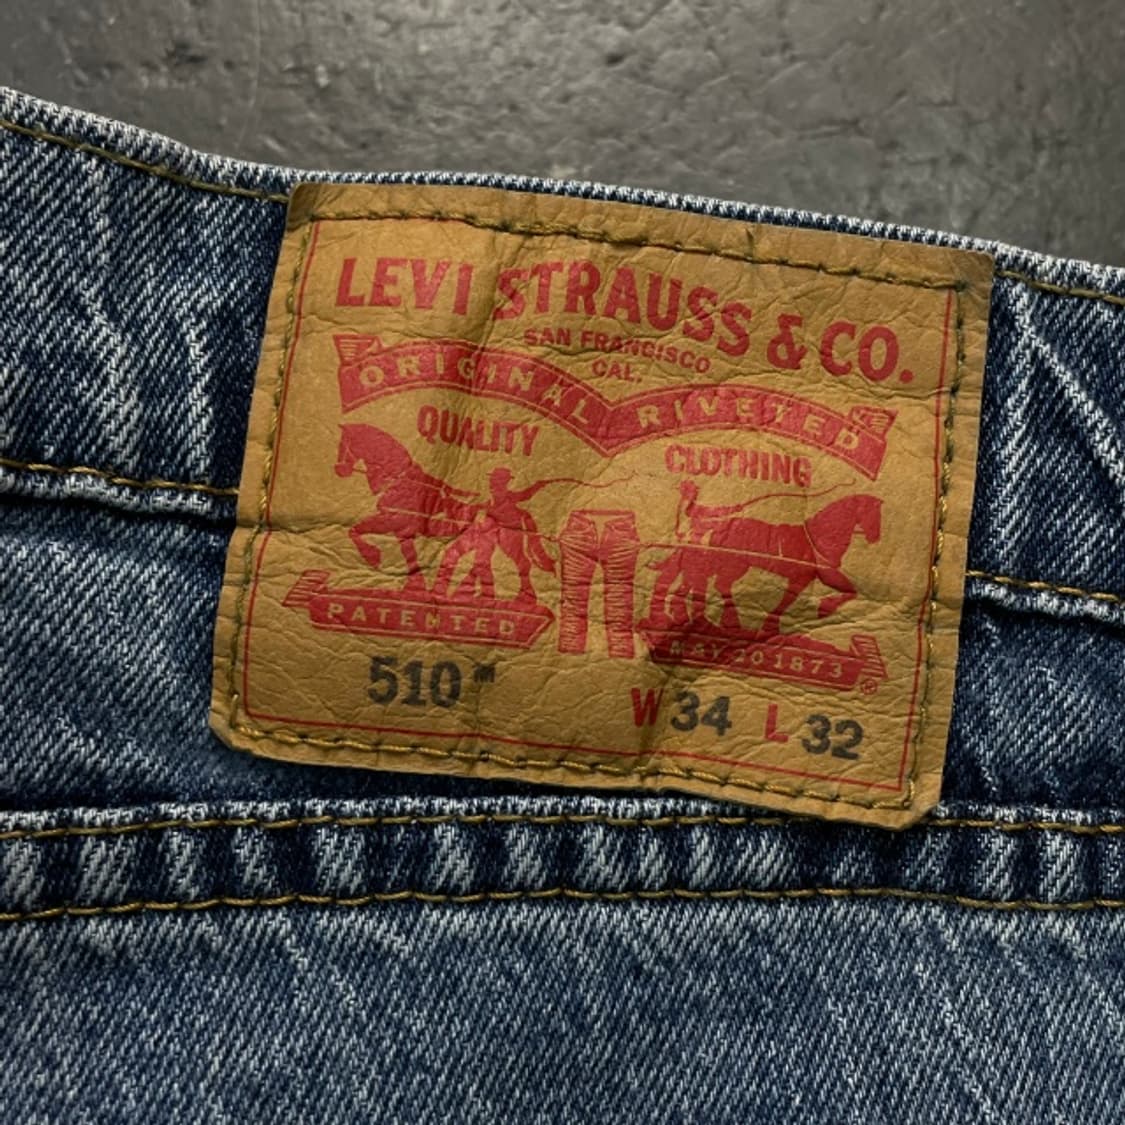 LEVI STRAUSS & CO.
SAN FRANCISCO
CAL.
ORIGINAL RIVETED
QUALITY CLOTHING
PATENTED MAY 20 1873 ®
510™ W 34 L 32